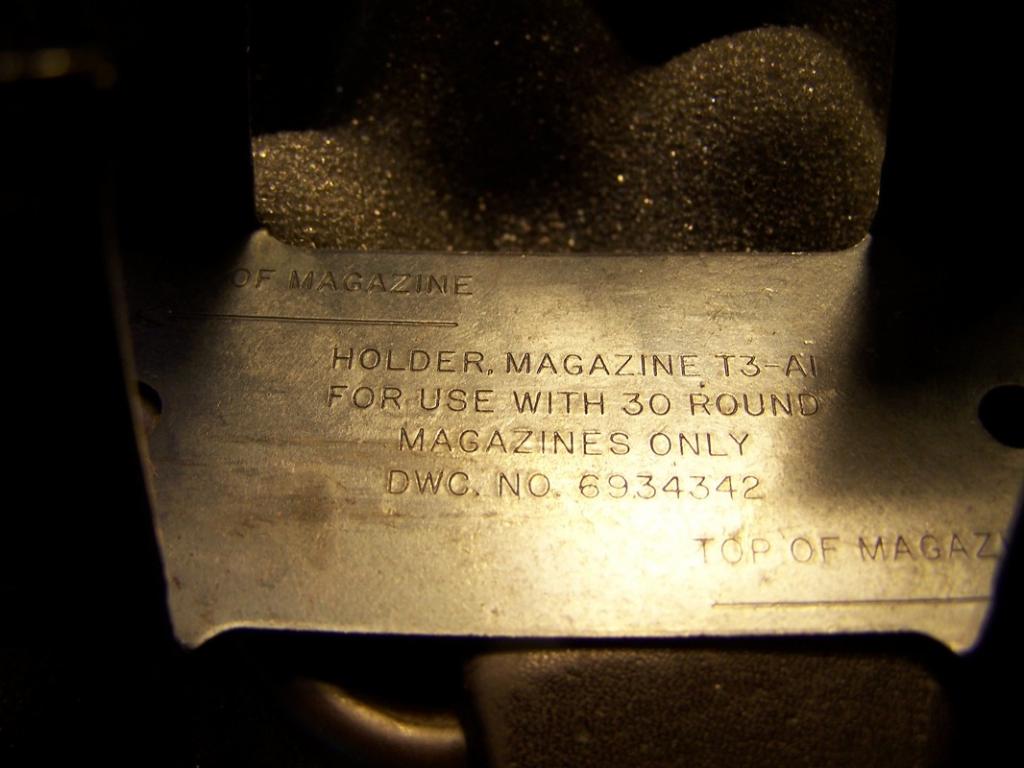 OF MAGAZINE
HOLDER, MAGAZINE T3-A1
FOR USE WITH 30 ROUND
MAGAZINES ONLY
DWG. NO. 6934342
TOP OF MAGAZ